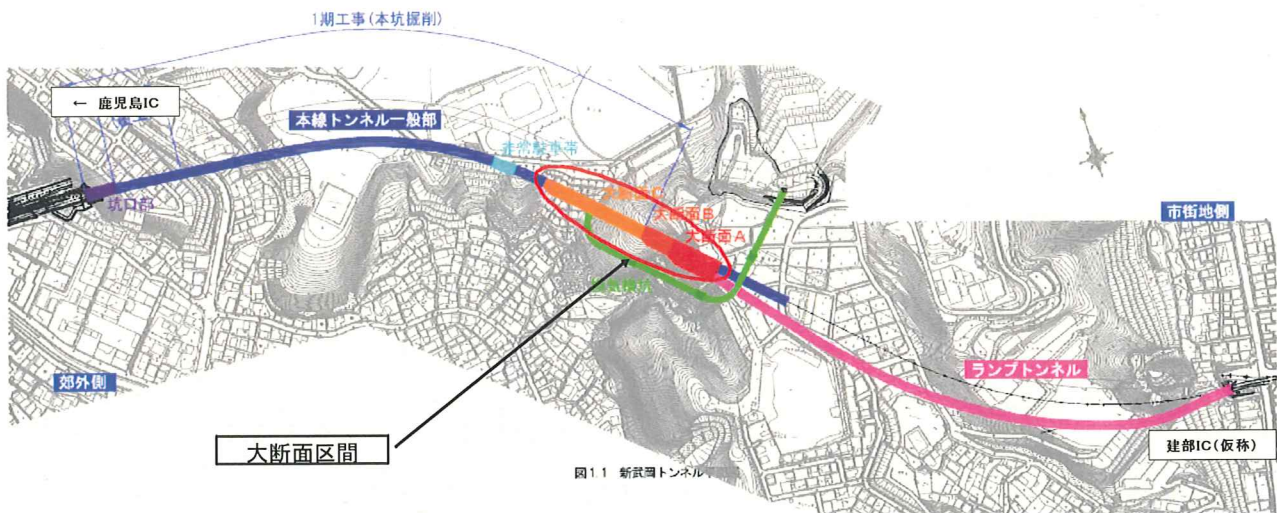 1期工事(本坑掘削)
← 鹿児島IC
本線トンネル一般部
非常駐車帯
坑口部
大断面C
大断面B
大断面A
市街地側
換気横坑
ランプトンネル
郊外側
大断面区間
建部IC(仮称)
図1.1 新武岡トンネル